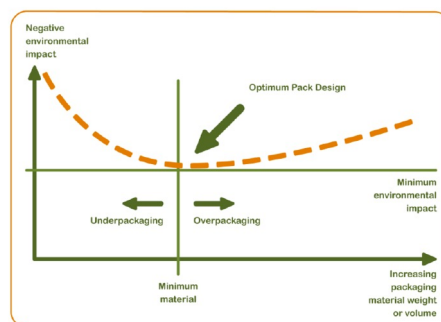 Negative
environmental
impact
Optimum Pack Design
Minimum
environmental
impact
Underpackaging
Overpackaging
Minimum
material
Increasing
packaging
material weight
or volume